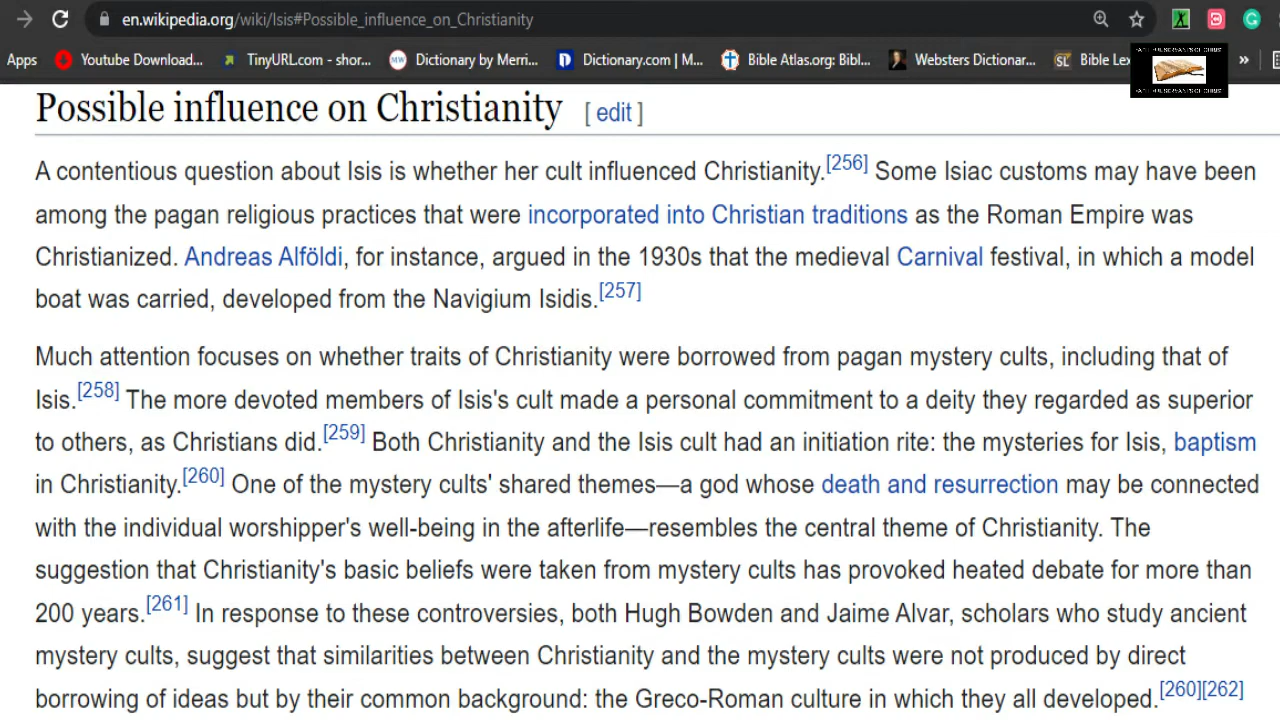 en.wikipedia.org/wiki/Isis#Possible_influence_on_Christianity
Apps Youtube Download... TinyURL.com - shor... MW Dictionary by Merri... D Dictionary.com | M... Bible Atlas.org: Bibl... Websters Dictionar... SL Bible Lex »
Possible influence on Christianity [ edit ]
A contentious question about Isis is whether her cult influenced Christianity.[256] Some Isiac customs may have been
among the pagan religious practices that were incorporated into Christian traditions as the Roman Empire was
Christianized. Andreas Alföldi, for instance, argued in the 1930s that the medieval Carnival festival, in which a model
boat was carried, developed from the Navigium Isidis.[257]
Much attention focuses on whether traits of Christianity were borrowed from pagan mystery cults, including that of
Isis.[258] The more devoted members of Isis's cult made a personal commitment to a deity they regarded as superior
to others, as Christians did.[259] Both Christianity and the Isis cult had an initiation rite: the mysteries for Isis, baptism
in Christianity.[260] One of the mystery cults' shared themes—a god whose death and resurrection may be connected
with the individual worshipper's well-being in the afterlife—resembles the central theme of Christianity. The
suggestion that Christianity's basic beliefs were taken from mystery cults has provoked heated debate for more than
200 years.[261] In response to these controversies, both Hugh Bowden and Jaime Alvar, scholars who study ancient
mystery cults, suggest that similarities between Christianity and the mystery cults were not produced by direct
borrowing of ideas but by their common background: the Greco-Roman culture in which they all developed.[260][262]